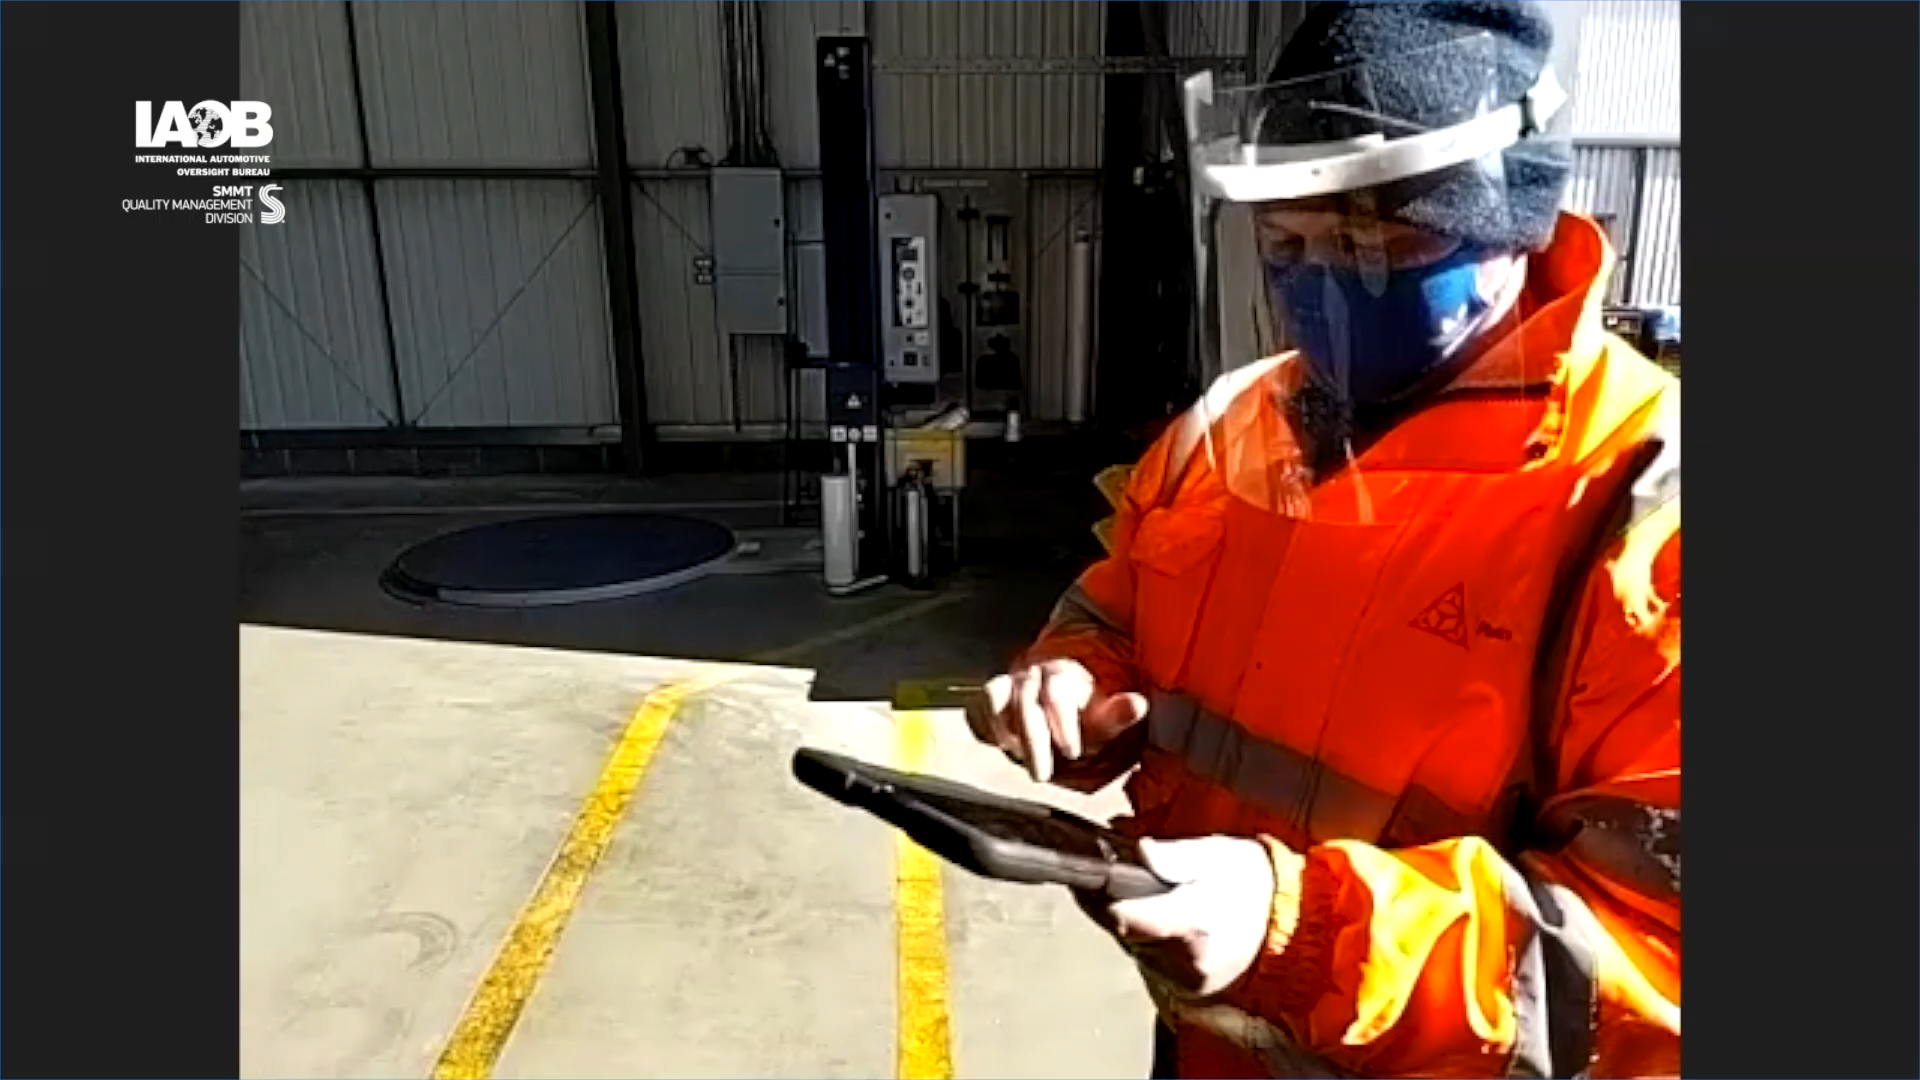 IAOB
INTERNATIONAL AUTOMOTIVE
OVERSIGHT BUREAU
SMMT
QUALITY MANAGEMENT
DIVISION